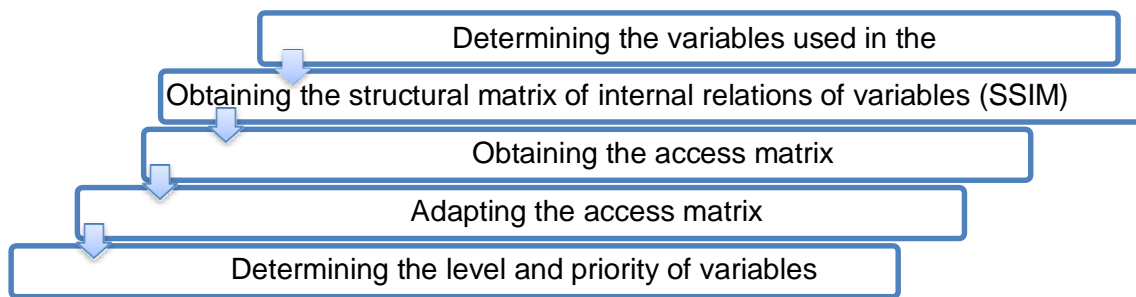 Determining the variables used in the
Obtaining the structural matrix of internal relations of variables (SSIM)
Obtaining the access matrix
Adapting the access matrix
Determining the level and priority of variables